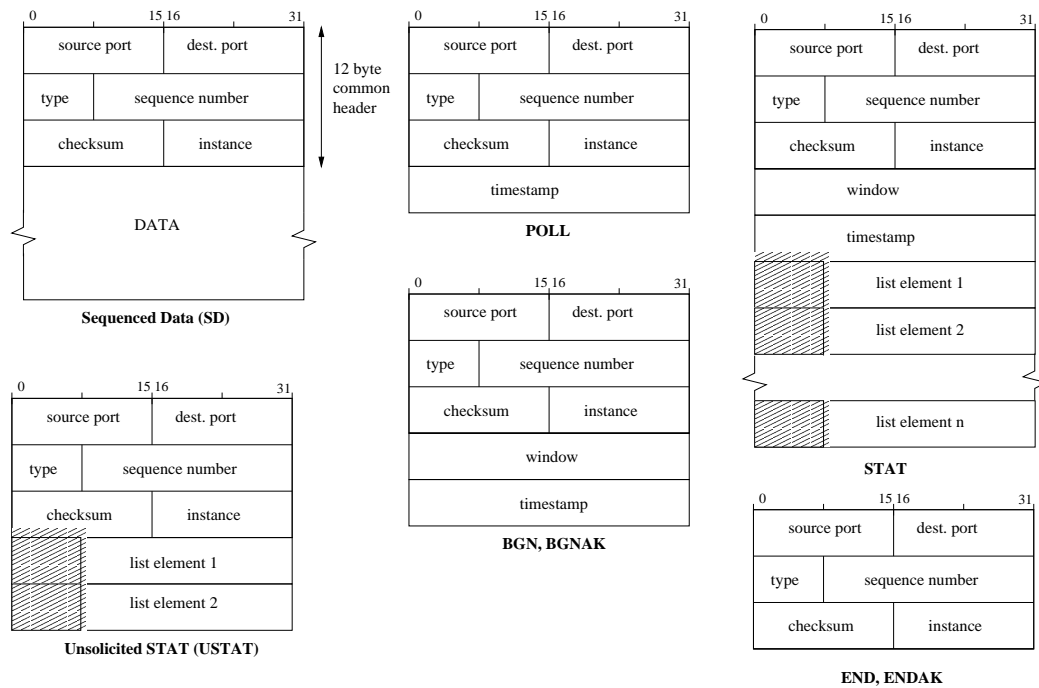 0 15 16 31
source port dest. port
type sequence number
checksum instance
DATA
Sequenced Data (SD)
12 byte
common
header
0 15 16 31
source port dest. port
type sequence number
checksum instance
list element 1
list element 2
Unsolicited STAT (USTAT)
0 15 16 31
source port dest. port
type sequence number
checksum instance
timestamp
POLL
0 15 16 31
source port dest. port
type sequence number
checksum instance
window
timestamp
BGN, BGNAK
0 15 16 31
source port dest. port
type sequence number
checksum instance
window
timestamp
list element 1
list element 2
list element n
STAT
0 15 16 31
source port dest. port
type sequence number
checksum instance
END, ENDAK